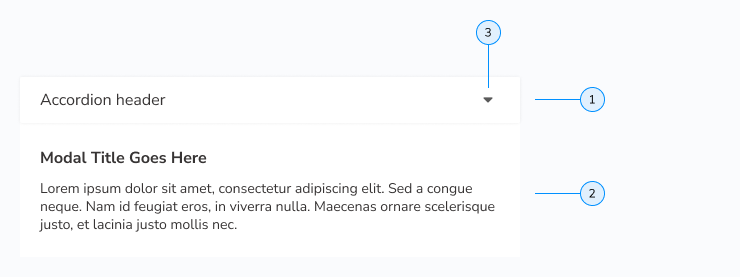 3
Accordion header
1
Modal Title Goes Here
Lorem ipsum dolor sit amet, consectetur adipiscing elit. Sed a congue
neque. Nam id feugiat eros, in viverra nulla. Maecenas ornare scelerisque
justo, et lacinia justo mollis nec.
2